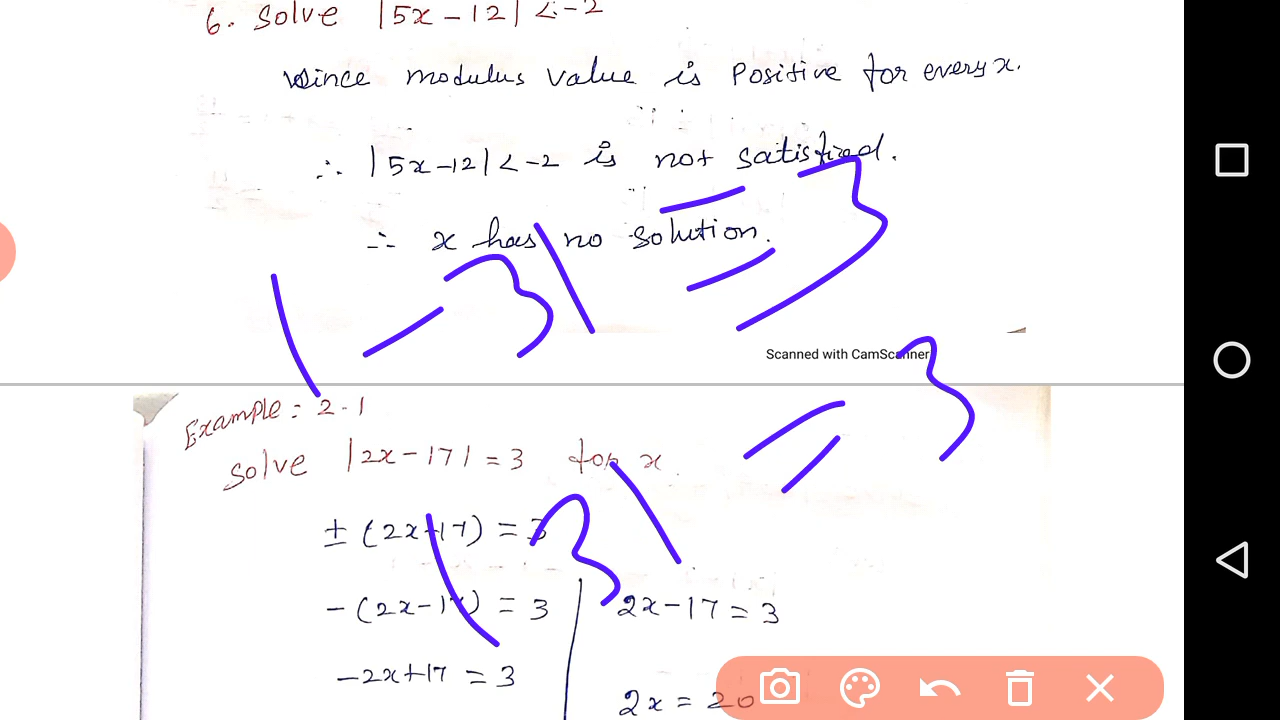 6. Solve |5x-12| < -2
Since modulus value is Positive for every x.
∴ |5x-12| < -2 is not satisfied.
∴ x has no solution.
|-3| = 3
Scanned with CamScanner
Example: 2.1
Solve |2x-17| = 3 for x.
|3| = 3
± (2x-17) = 3
-(2x-17) = 3
2x-17 = 3
-2x+17 = 3
2x = 20